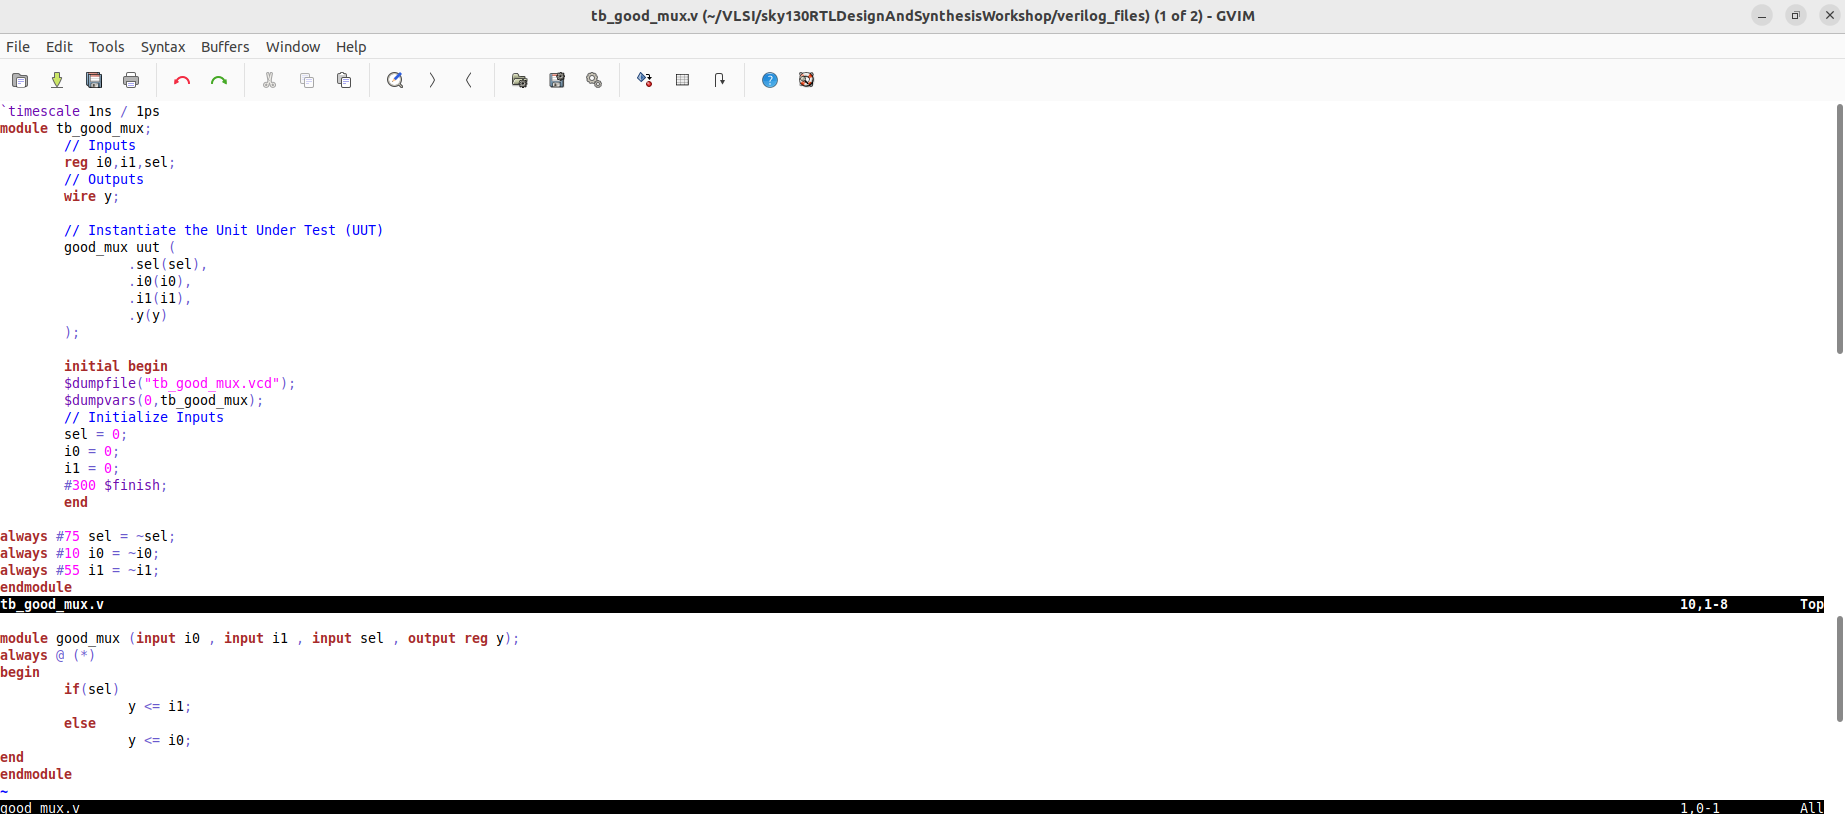 tb_good_mux.v (~/VLSI/sky130RTLDesignAndSynthesisWorkshop/verilog_files) (1 of 2) - GVIM
File Edit Tools Syntax Buffers Window Help
`timescale 1ns / 1ps
module tb_good_mux;
// Inputs
reg i0,i1,sel;
// Outputs
wire y;
// Instantiate the Unit Under Test (UUT)
good_mux uut (
.sel(sel),
.i0(i0),
.i1(i1),
.y(y)
);
initial begin
$dumpfile("tb_good_mux.vcd");
$dumpvars(0,tb_good_mux);
// Initialize Inputs
sel = 0;
i0 = 0;
i1 = 0;
#300 $finish;
end
always #75 sel = ~sel;
always #10 i0 = ~i0;
always #55 i1 = ~i1;
endmodule
tb_good_mux.v 10,1-8 Top
module good_mux (input i0 , input i1 , input sel , output reg y);
always @ (*)
begin
if(sel)
y <= i1;
else
y <= i0;
end
endmodule
~
good_mux.v 1,0-1 All